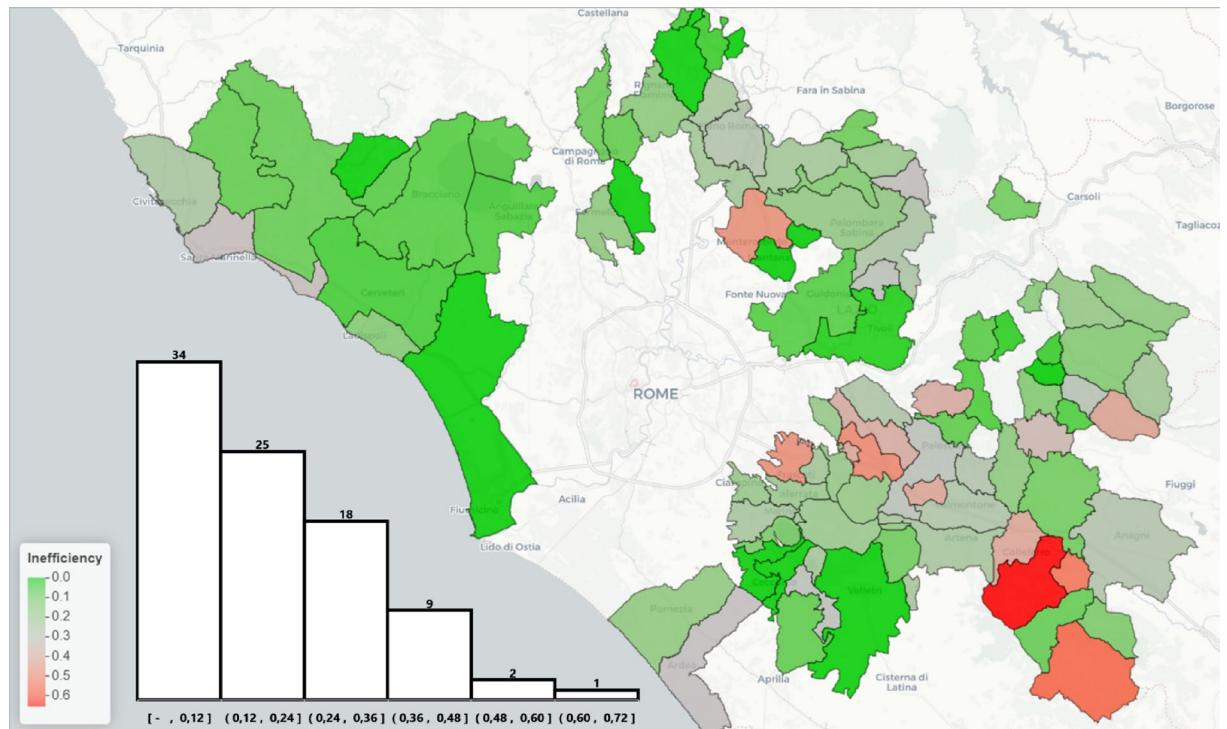 Castellana
Tarquinia
Fara in Sabina
Borgorose
Romano
Campagnano
di Roma
Carsoli
Civitavecchia
Bracciano
Anguillara
Sabazia
Formello
Tagliacoz
Palombara
Sabina
Santa Marinella
Cerveteri
Fonte Nuova
Guidonia
LAZIO
Tivoli
Ladispoli
34
ROME
25
Fiuggi
Acilia
18
Fiumicino
Lido di Ostia
Artena
Anagni
Colleferro
Inefficiency
0.0
0.1
0.2
0.3
0.4
0.5
0.6
9
Velletri
Pomezia
Ardea
2
Aprilia
Cisterna di
Latina
1
[ - , 0,12 ] ( 0,12 , 0,24 ] ( 0,24 , 0,36 ] ( 0,36 , 0,48 ] ( 0,48 , 0,60 ] ( 0,60 , 0,72 ]